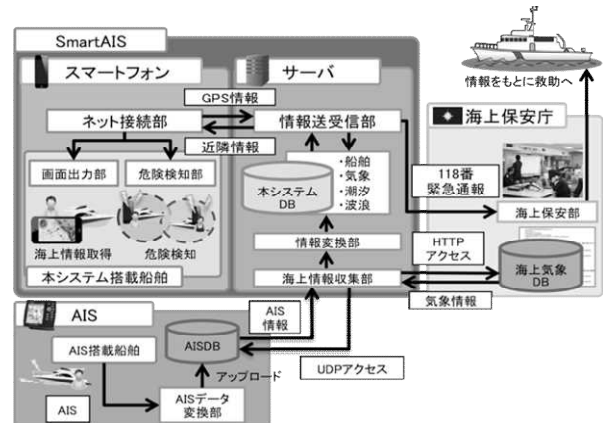 SmartAIS
スマートフォン
サーバ
GPS情報
ネット接続部
情報送受信部
近隣情報
画面出力部
危険検知部
海上情報取得
危険検知
本システム搭載船舶
本システム
DB
・船舶
・気象
・潮汐
・波浪
情報変換部
海上情報収集部
情報をもとに救助へ
海上保安庁
118番
緊急通報
海上保安部
HTTP
アクセス
海上気象
DB
気象情報
AIS
AIS搭載船舶
AISDB
AIS
情報
アップロード
UDPアクセス
AIS
AISデータ
変換部